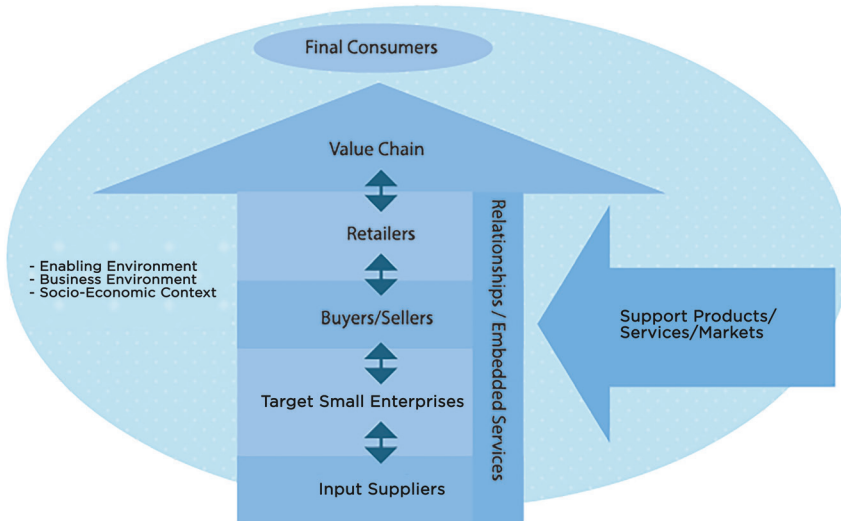 Final Consumers
Value Chain
Retailers
- Enabling Environment
- Business Environment
- Socio-Economic Context
Buyers/Sellers
Target Small Enterprises
Input Suppliers
Relationships / Embedded Services
Support Products/
Services/Markets